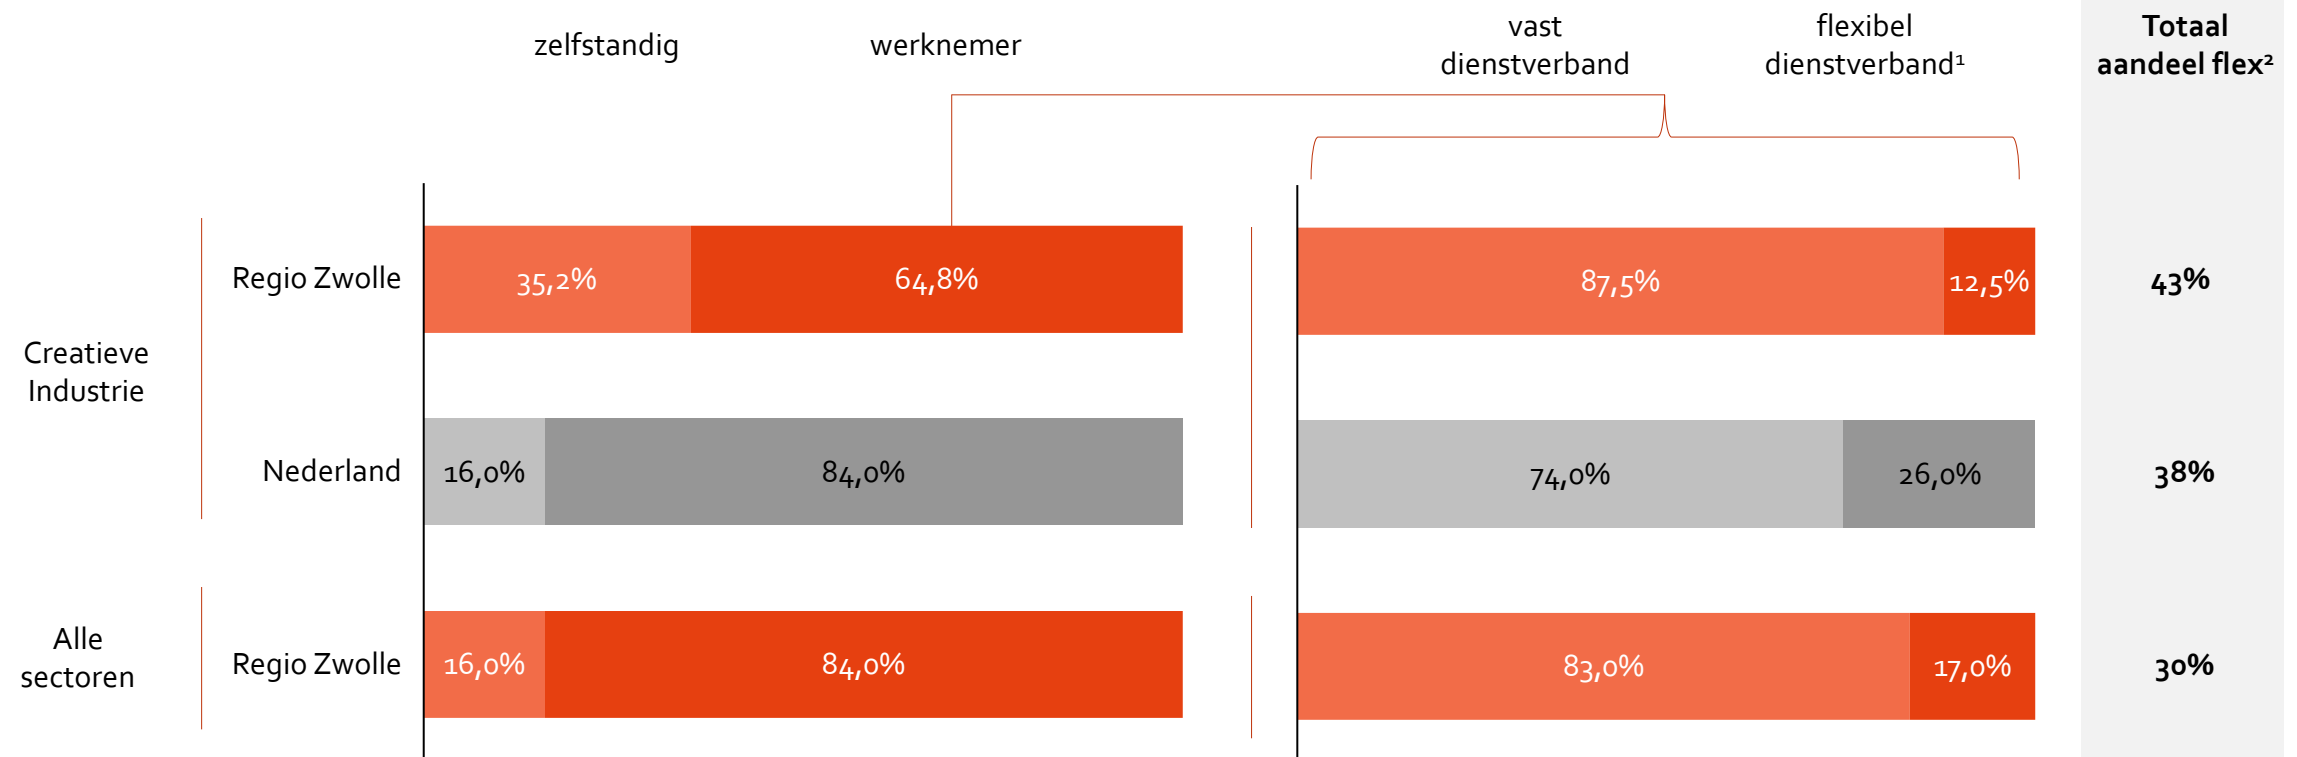 zelfstandig
werknemer
vast
dienstverband
flexibel
dienstverband¹
Totaal
aandeel flex²
Creatieve
Industrie
Regio Zwolle
35,2%
64,8%
87,5%
12,5%
43%
Nederland
16,0%
84,0%
74,0%
26,0%
38%
Alle
sectoren
Regio Zwolle
16,0%
84,0%
83,0%
17,0%
30%